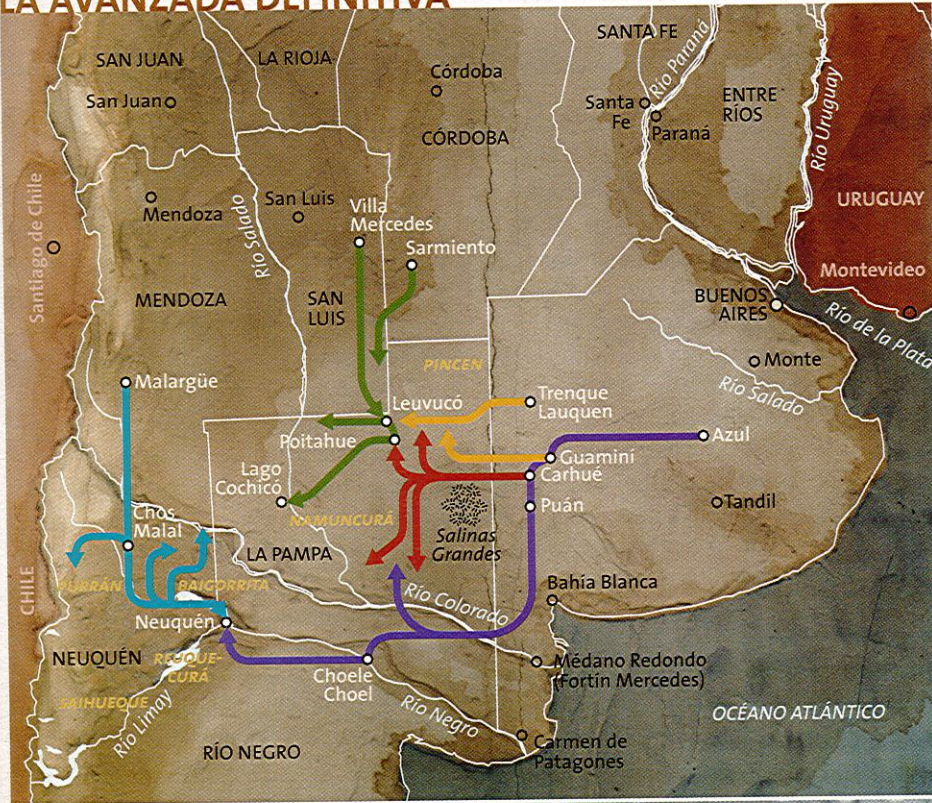 LA AVANZADA DEFINITIVA
SAN JUAN
LA RIOJA
SANTA FE
Río Paraná
Córdoba
San Juan
Santa
Fe
Paraná
ENTRE
RÍOS
Río Uruguay
CÓRDOBA
Santiago de Chile
Mendoza
Río Salado
San Luis
Villa
Mercedes
Sarmiento
URUGUAY
Montevideo
MENDOZA
SAN
LUIS
BUENOS
AIRES
Río de la Plata
PINCEN
Monte
Río Salado
Malargüe
Leuvucó
Trenque
Lauquen
Poitahue
Azul
Guaminí
Carhué
Lago
Cochicó
Puán
Tandil
NAMUNCURÁ
Salinas
Grandes
Chos
Malal
LA PAMPA
CHILE
PURRÁN
BAIGORRITA
Río Colorado
Bahía Blanca
Neuquén
NEUQUÉN
REUQUE-
CURÁ
Choele
Choel
Médano Redondo
(Fortín Mercedes)
SAIHUEQUE
Río Limay
Río Negro
OCÉANO ATLÁNTICO
RÍO NEGRO
Carmen de
Patagones